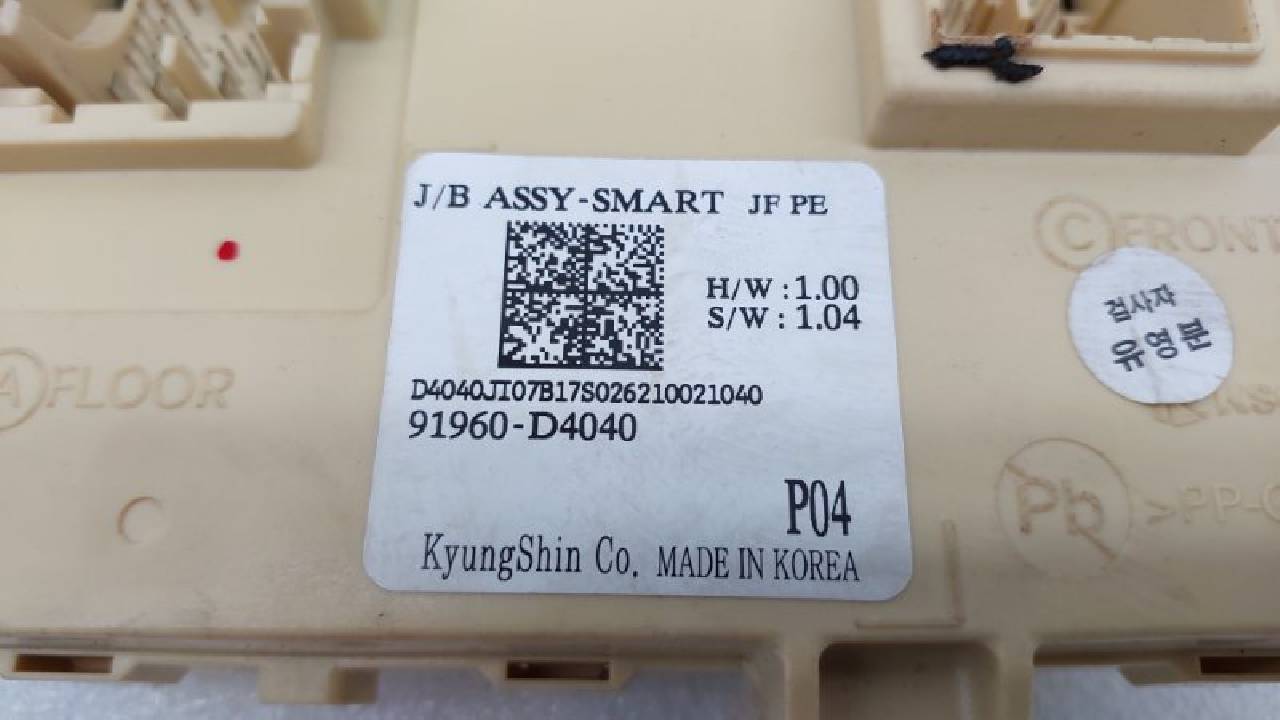 J/B ASSY-SMART JF PE
H/W : 1.00
S/W : 1.04
D4040JI07B17S026210021040
91960-D4040
P04
KyungShin Co. MADE IN KOREA
C FRONT
검사자
유영분
A FLOOR
Pb
>PP-